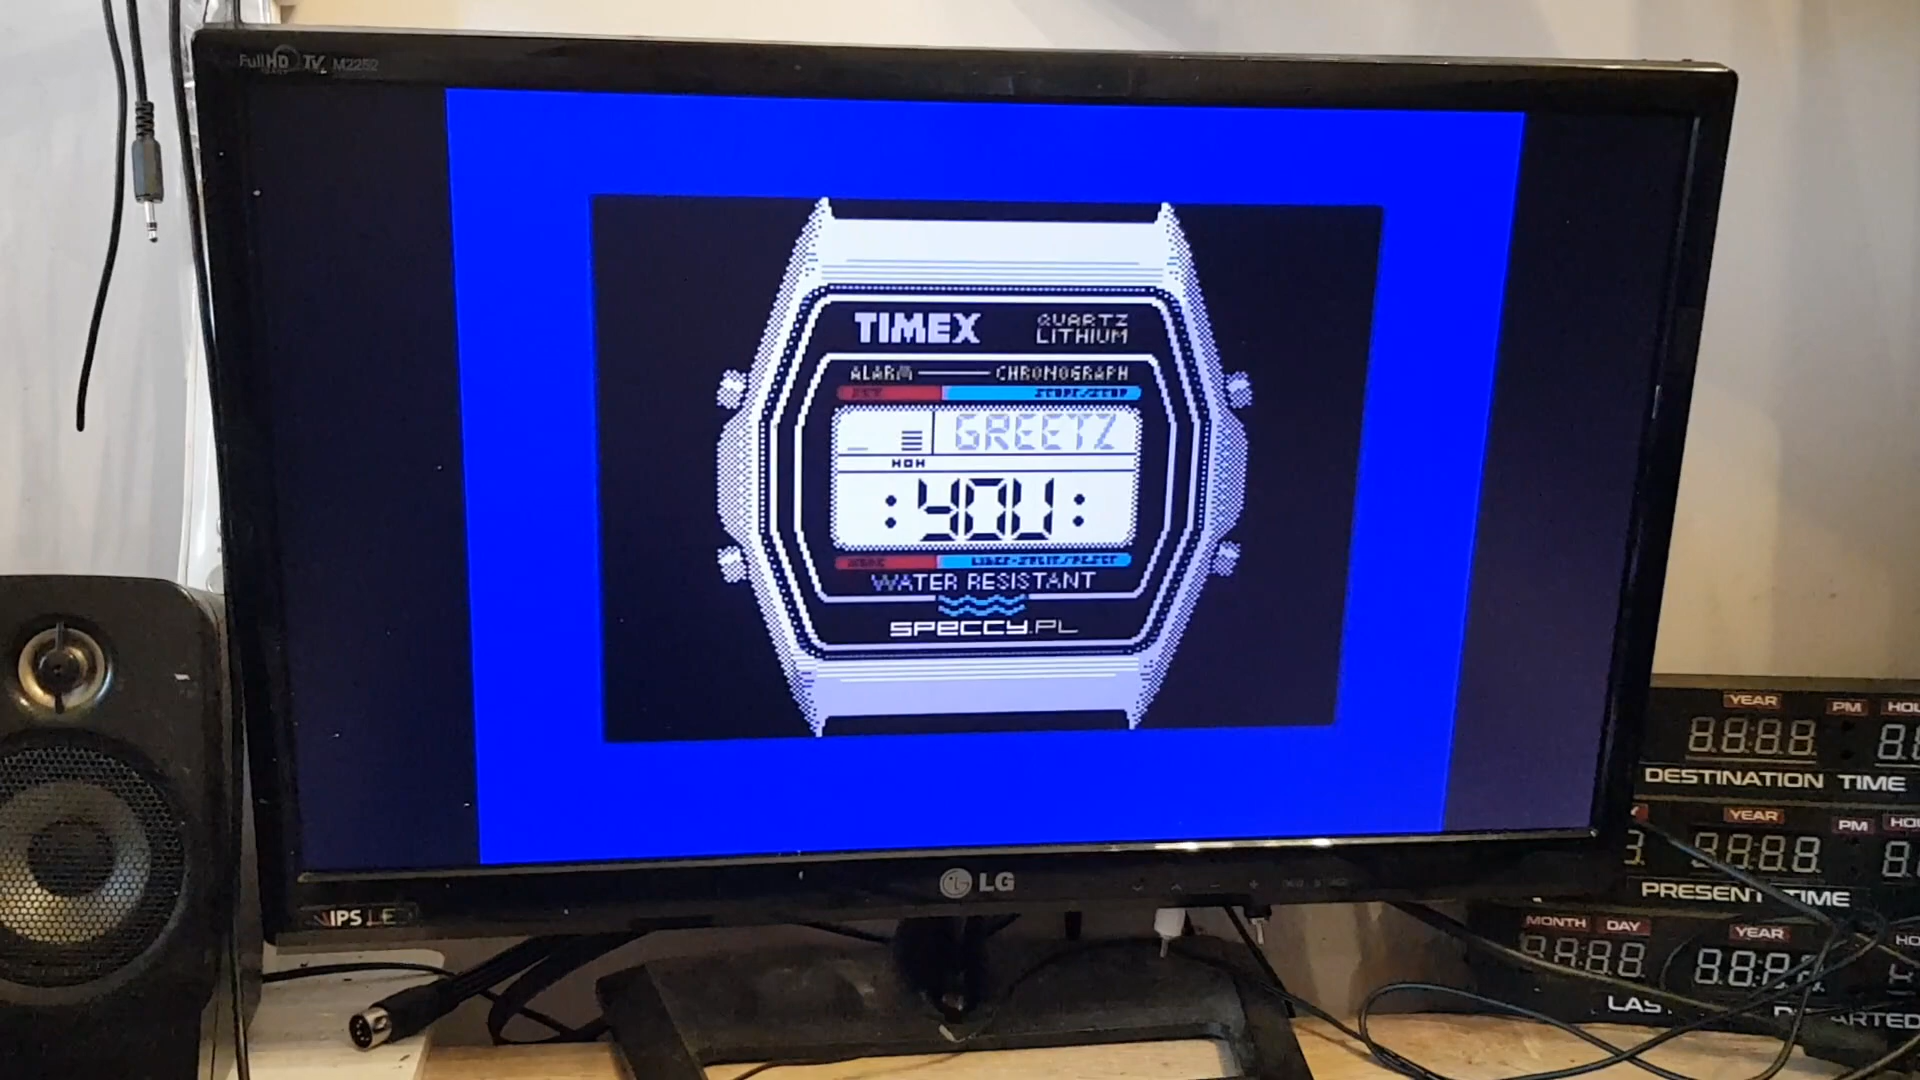 FullHD TV M2252
TIMEX
QUARTZ
LITHIUM
ALARM
CHRONOGRAPH
GREETZ
:YOU:
WATER RESISTANT
SPECCY.PL
LG
IPS
YEAR PM
DESTINATION TIME
YEAR PM
PRESENT TIME
MONTH DAY YEAR